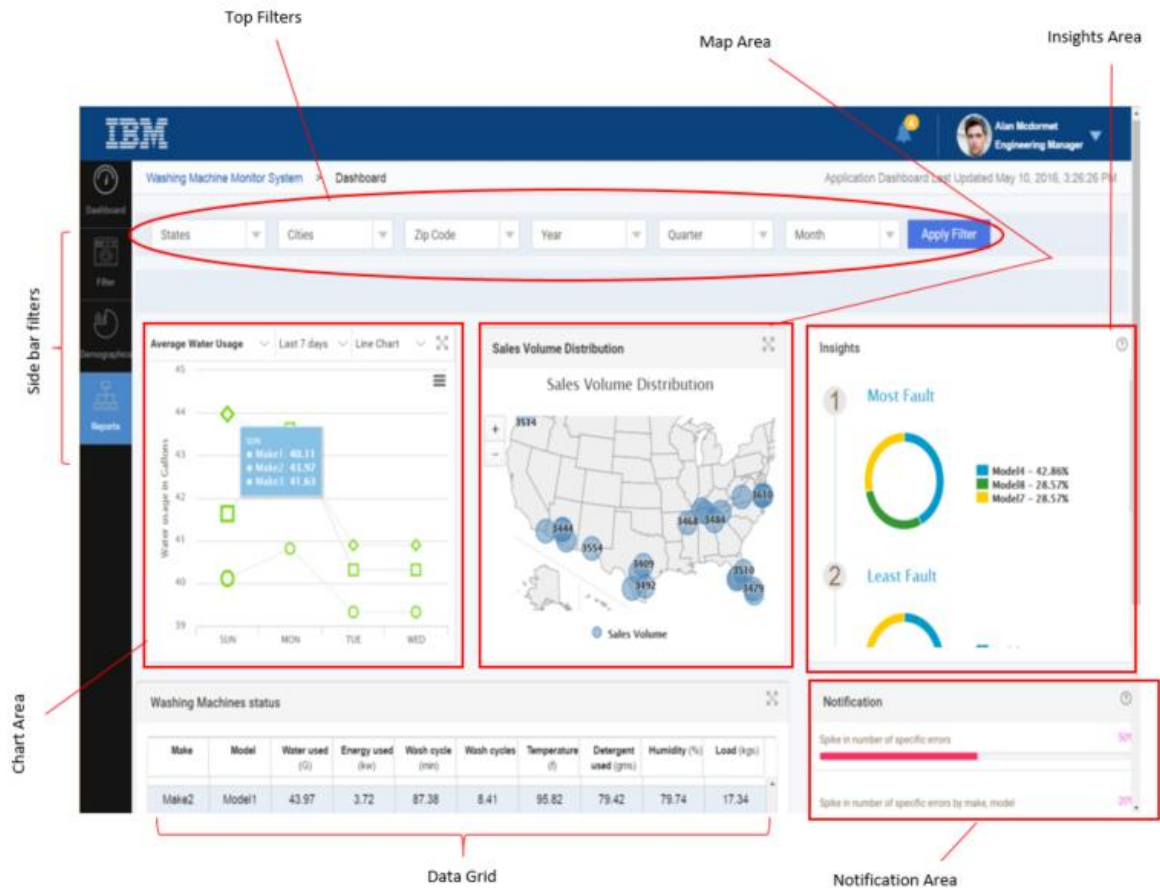 Top Filters
Map Area
Insights Area
IBM
Alan Mcdormet
Engineering Manager
Washing Machine Monitor System > Dashboard
Application Dashboard Last Updated May 10, 2016, 3:26:26 PM
Dashboard
States
Cities
Zip Code
Year
Quarter
Month
Apply Filter
Side bar filters
Filter
Demographics
Reports
Average Water Usage
Last 7 days
Line Chart
Sales Volume Distribution
Insights
45
44
43
42
41
40
39
Water usage in Gallons
SUN
Make1: 40.11
Make2: 43.97
Make3: 41.63
SUN
MON
TUE
WED
Sales Volume Distribution
+
-
3514
3610
3468
3484
3444
3554
3409
3492
3510
3479
Sales Volume
1
Most Fault
Model4 - 42.86%
Model8 - 28.57%
Model7 - 28.57%
2
Least Fault
Chart Area
Washing Machines status
Make
Model
Water used (G)
Energy used (kw)
Wash cycle (min)
Wash cycles
Temperature (f)
Detergent used (gms)
Humidity (%)
Load (kgs)
Make2 Model1 43.97 3.72 87.38 8.41 95.82 79.42 79.74 17.34
Notification
Spike in number of specific errors
Spike in number of specific errors by make, model
Data Grid
Notification Area